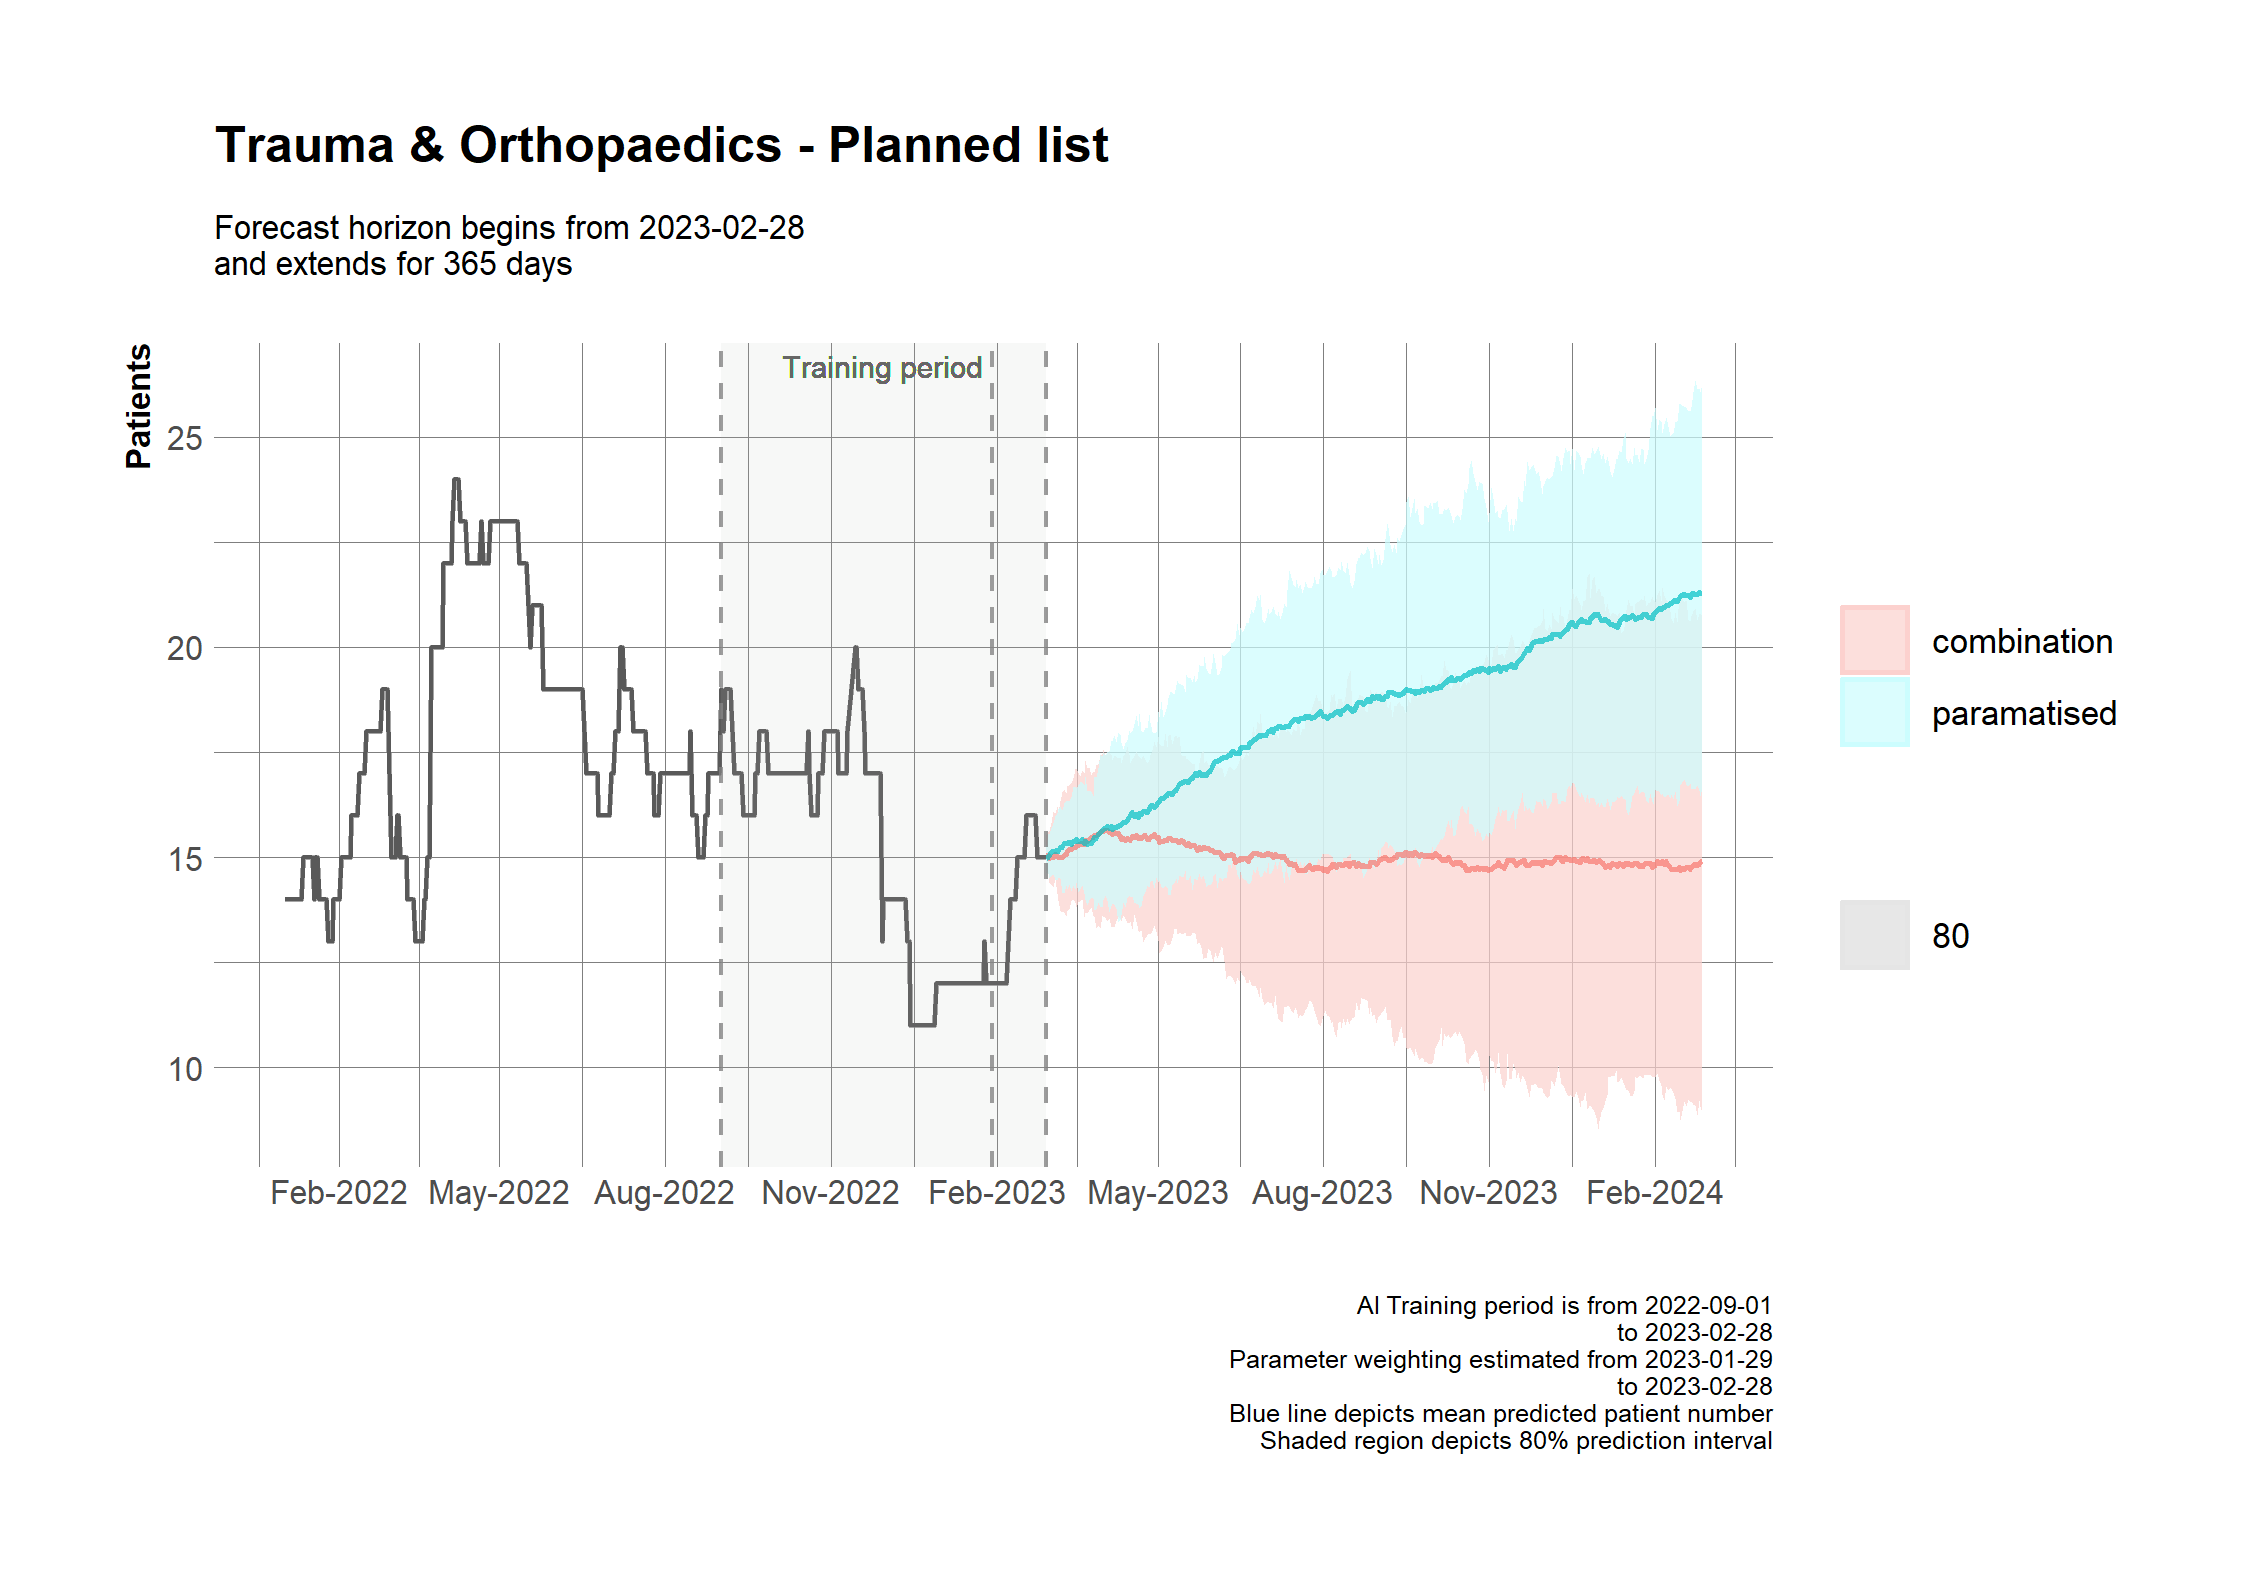 Trauma & Orthopaedics - Planned list
Forecast horizon begins from 2023-02-28
and extends for 365 days
Patients
Training period
25
20
15
10
Feb-2022 May-2022 Aug-2022 Nov-2022 Feb-2023 May-2023 Aug-2023 Nov-2023 Feb-2024
combination
paramatised
80
AI Training period is from 2022-09-01
to 2023-02-28
Parameter weighting estimated from 2023-01-29
to 2023-02-28
Blue line depicts mean predicted patient number
Shaded region depicts 80% prediction interval